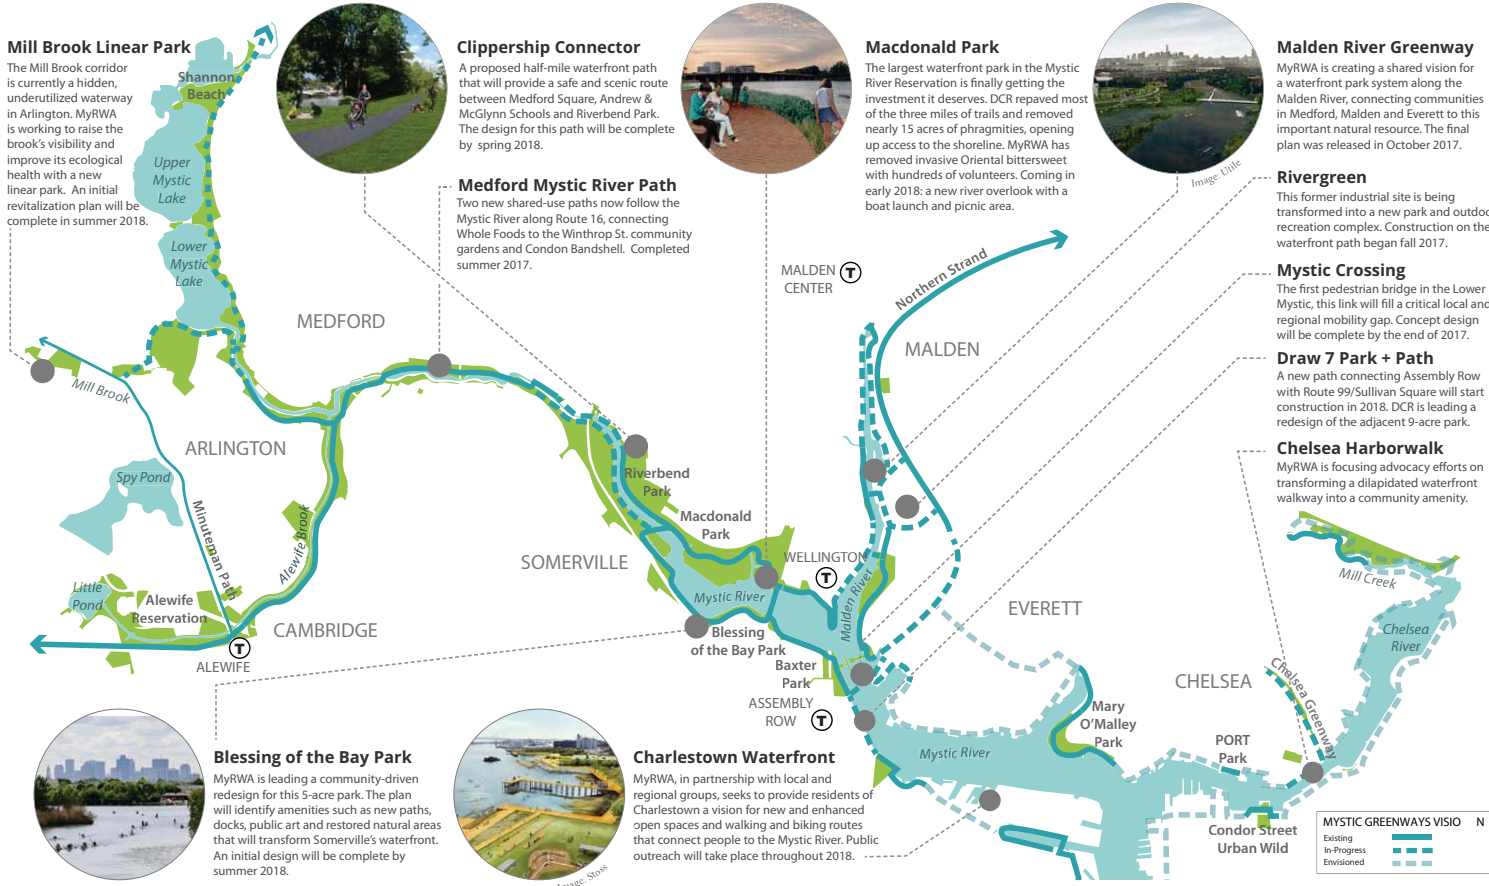 Mill Brook Linear Park
The Mill Brook corridor
is currently a hidden,
underutilized waterway
in Arlington. MyRWA
is working to raise the
brook's visibility and
improve its ecological
health with a new
linear park. An initial
revitalization plan will be
complete in summer 2018.
Clippership Connector
A proposed half-mile waterfront path
that will provide a safe and scenic route
between Medford Square, Andrew &
McGlynn Schools and Riverbend Park.
The design for this path will be complete
by spring 2018.
Medford Mystic River Path
Two new shared-use paths now follow the
Mystic River along Route 16, connecting
Whole Foods to the Winthrop St. community
gardens and Condon Bandshell. Completed
summer 2017.
Macdonald Park
The largest waterfront park in the Mystic
River Reservation is finally getting the
investment it deserves. DCR repaved most
of the three miles of trails and removed
nearly 15 acres of phragmities, opening
up access to the shoreline. MyRWA has
removed invasive Oriental bittersweet
with hundreds of volunteers. Coming in
early 2018: a new river overlook with a
boat launch and picnic area.
Image: Utile
Malden River Greenway
MyRWA is creating a shared vision for
a waterfront park system along the
Malden River, connecting communities
in Medford, Malden and Everett to this
important natural resource. The final
plan was released in October 2017.
Rivergreen
This former industrial site is being
transformed into a new park and outdoo
recreation complex. Construction on the
waterfront path began fall 2017.
Mystic Crossing
The first pedestrian bridge in the Lower
Mystic, this link will fill a critical local and
regional mobility gap. Concept design
will be complete by the end of 2017.
Draw 7 Park + Path
A new path connecting Assembly Row
with Route 99/Sullivan Square will start
construction in 2018. DCR is leading a
redesign of the adjacent 9-acre park.
Chelsea Harborwalk
MyRWA is focusing advocacy efforts on
transforming a dilapidated waterfront
walkway into a community amenity.
Shannon
Beach
Upper
Mystic
Lake
Lower
Mystic
Lake
MEDFORD
Mill Brook
ARLINGTON
Spy Pond
Minuteman Path
Alewife Brook
Little
Pond
Alewife
Reservation
CAMBRIDGE
T
ALEWIFE
MALDEN
CENTER
T
Northern Strand
MALDEN
Riverbend
Park
Macdonald
Park
SOMERVILLE
WELLINGTON
T
Mystic River
Malden River
Blessing
of the Bay Park
Baxter
Park
ASSEMBLY
ROW
T
EVERETT
Mill Creek
Chelsea
River
CHELSEA
Chelsea Greenway
Mary
O'Malley
Park
Mystic River
PORT
Park
Condor Street
Urban Wild
Blessing of the Bay Park
MyRWA is leading a community-driven
redesign for this 5-acre park. The plan
will identify amenities such as new paths,
docks, public art and restored natural areas
that will transform Somerville's waterfront.
An initial design will be complete by
summer 2018.
Image: Stoss
Charlestown Waterfront
MyRWA, in partnership with local and
regional groups, seeks to provide residents of
Charlestown a vision for new and enhanced
open spaces and walking and biking routes
that connect people to the Mystic River. Public
outreach will take place throughout 2018.
MYSTIC GREENWAYS VISIO N
Existing
In-Progress
Envisioned